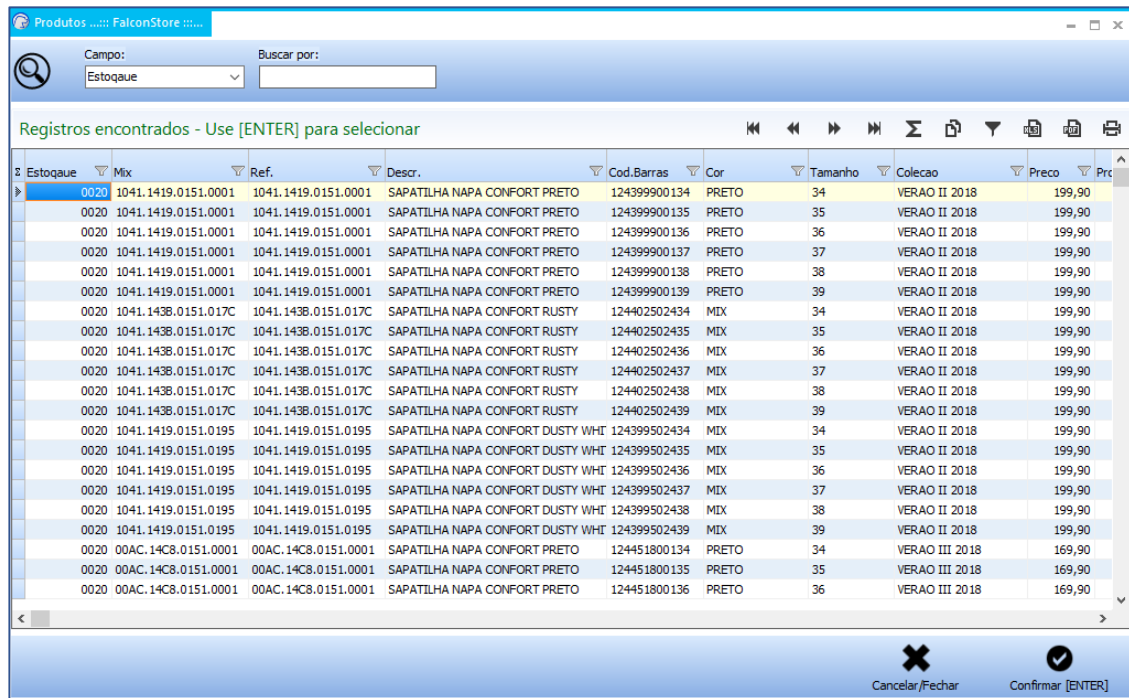 Produtos ...::: FalconStore :::...
Campo: Buscar por:
Estoqaue
Registros encontrados - Use [ENTER] para selecionar
XLS PDF
Σ Estoqaue Mix Ref. Descr. Cod.Barras Cor Tamanho Colecao Preco Pro
0020 1041.1419.0151.0001 1041.1419.0151.0001 SAPATILHA NAPA CONFORT PRETO 124399900134 PRETO 34 VERAO II 2018 199,90
0020 1041.1419.0151.0001 1041.1419.0151.0001 SAPATILHA NAPA CONFORT PRETO 124399900135 PRETO 35 VERAO II 2018 199,90
0020 1041.1419.0151.0001 1041.1419.0151.0001 SAPATILHA NAPA CONFORT PRETO 124399900136 PRETO 36 VERAO II 2018 199,90
0020 1041.1419.0151.0001 1041.1419.0151.0001 SAPATILHA NAPA CONFORT PRETO 124399900137 PRETO 37 VERAO II 2018 199,90
0020 1041.1419.0151.0001 1041.1419.0151.0001 SAPATILHA NAPA CONFORT PRETO 124399900138 PRETO 38 VERAO II 2018 199,90
0020 1041.1419.0151.0001 1041.1419.0151.0001 SAPATILHA NAPA CONFORT PRETO 124399900139 PRETO 39 VERAO II 2018 199,90
0020 1041.143B.0151.017C 1041.143B.0151.017C SAPATILHA NAPA CONFORT RUSTY 124402502434 MIX 34 VERAO II 2018 199,90
0020 1041.143B.0151.017C 1041.143B.0151.017C SAPATILHA NAPA CONFORT RUSTY 124402502435 MIX 35 VERAO II 2018 199,90
0020 1041.143B.0151.017C 1041.143B.0151.017C SAPATILHA NAPA CONFORT RUSTY 124402502436 MIX 36 VERAO II 2018 199,90
0020 1041.143B.0151.017C 1041.143B.0151.017C SAPATILHA NAPA CONFORT RUSTY 124402502437 MIX 37 VERAO II 2018 199,90
0020 1041.143B.0151.017C 1041.143B.0151.017C SAPATILHA NAPA CONFORT RUSTY 124402502438 MIX 38 VERAO II 2018 199,90
0020 1041.143B.0151.017C 1041.143B.0151.017C SAPATILHA NAPA CONFORT RUSTY 124402502439 MIX 39 VERAO II 2018 199,90
0020 1041.1419.0151.0195 1041.1419.0151.0195 SAPATILHA NAPA CONFORT DUSTY WHIT 124399502434 MIX 34 VERAO II 2018 199,90
0020 1041.1419.0151.0195 1041.1419.0151.0195 SAPATILHA NAPA CONFORT DUSTY WHIT 124399502435 MIX 35 VERAO II 2018 199,90
0020 1041.1419.0151.0195 1041.1419.0151.0195 SAPATILHA NAPA CONFORT DUSTY WHIT 124399502436 MIX 36 VERAO II 2018 199,90
0020 1041.1419.0151.0195 1041.1419.0151.0195 SAPATILHA NAPA CONFORT DUSTY WHIT 124399502437 MIX 37 VERAO II 2018 199,90
0020 1041.1419.0151.0195 1041.1419.0151.0195 SAPATILHA NAPA CONFORT DUSTY WHIT 124399502438 MIX 38 VERAO II 2018 199,90
0020 1041.1419.0151.0195 1041.1419.0151.0195 SAPATILHA NAPA CONFORT DUSTY WHIT 124399502439 MIX 39 VERAO II 2018 199,90
0020 00AC.14C8.0151.0001 00AC.14C8.0151.0001 SAPATILHA NAPA CONFORT PRETO 124451800134 PRETO 34 VERAO III 2018 169,90
0020 00AC.14C8.0151.0001 00AC.14C8.0151.0001 SAPATILHA NAPA CONFORT PRETO 124451800135 PRETO 35 VERAO III 2018 169,90
0020 00AC.14C8.0151.0001 00AC.14C8.0151.0001 SAPATILHA NAPA CONFORT PRETO 124451800136 PRETO 36 VERAO III 2018 169,90
Cancelar/Fechar Confirmar [ENTER]